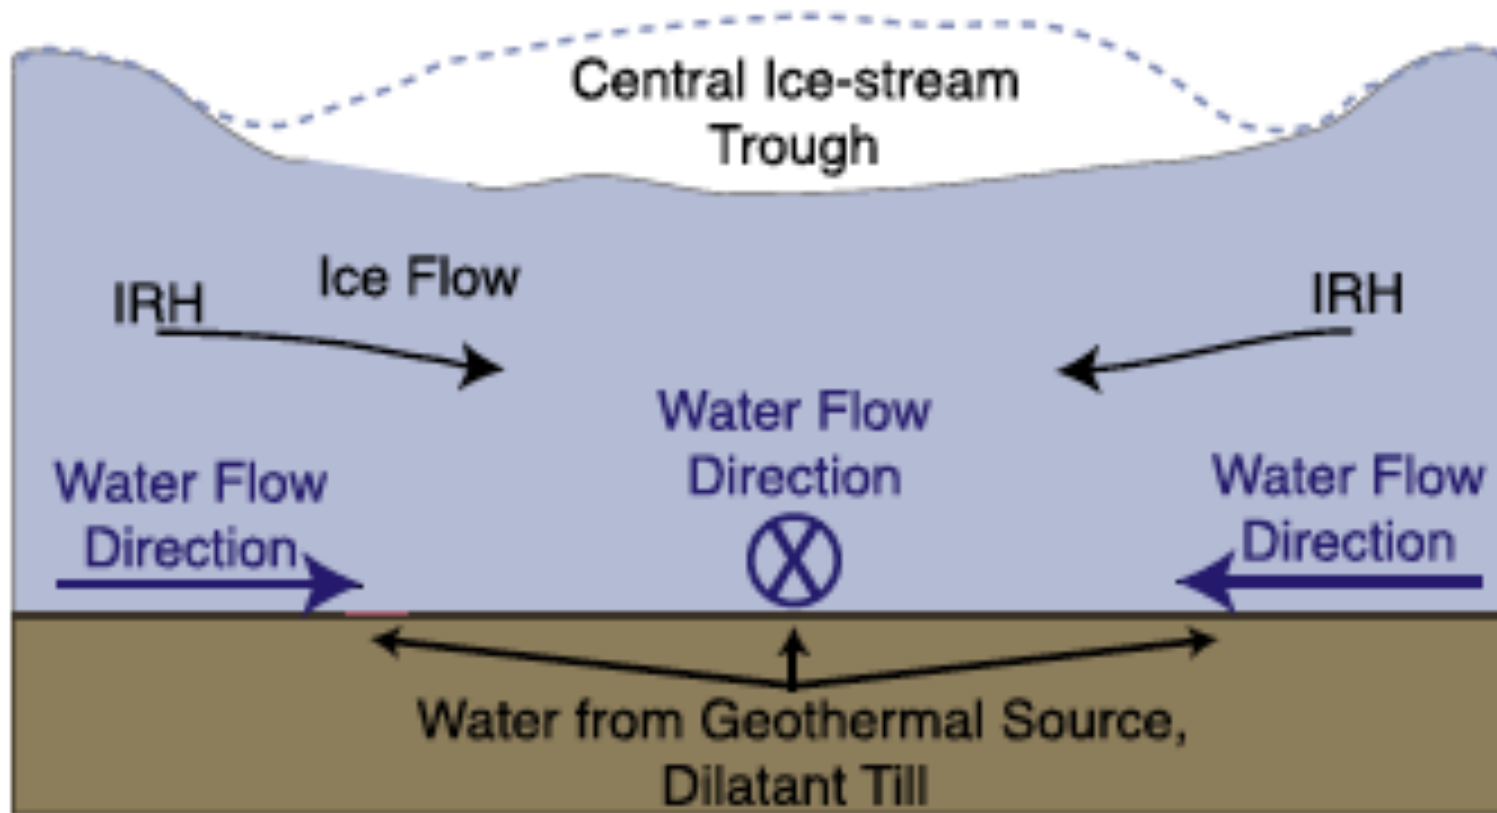 Central Ice-stream
Trough
IRH
Ice Flow
IRH
Water Flow
Direction
Water Flow
Direction
Water Flow
Direction
Water from Geothermal Source,
Dilatant Till